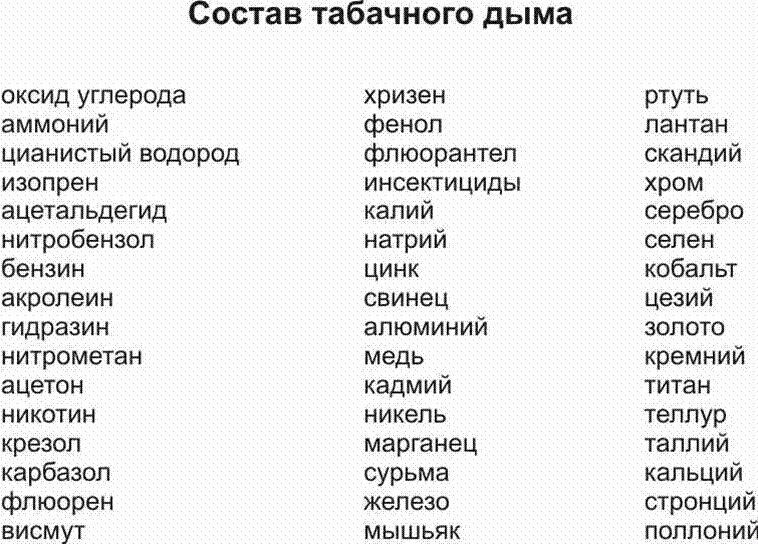 Состав табачного дыма
оксид углерода
аммоний
цианистый водород
изопрен
ацетальдегид
нитробензол
бензин
акролеин
гидразин
нитрометан
ацетон
никотин
крезол
карбазол
флюорен
висмут
хризен
фенол
флюорантел
инсектициды
калий
натрий
цинк
свинец
алюминий
медь
кадмий
никель
марганец
сурьма
железо
мышьяк
ртуть
лантан
скандий
хром
серебро
селен
кобальт
цезий
золото
кремний
титан
теллур
таллий
кальций
стронций
поллоний